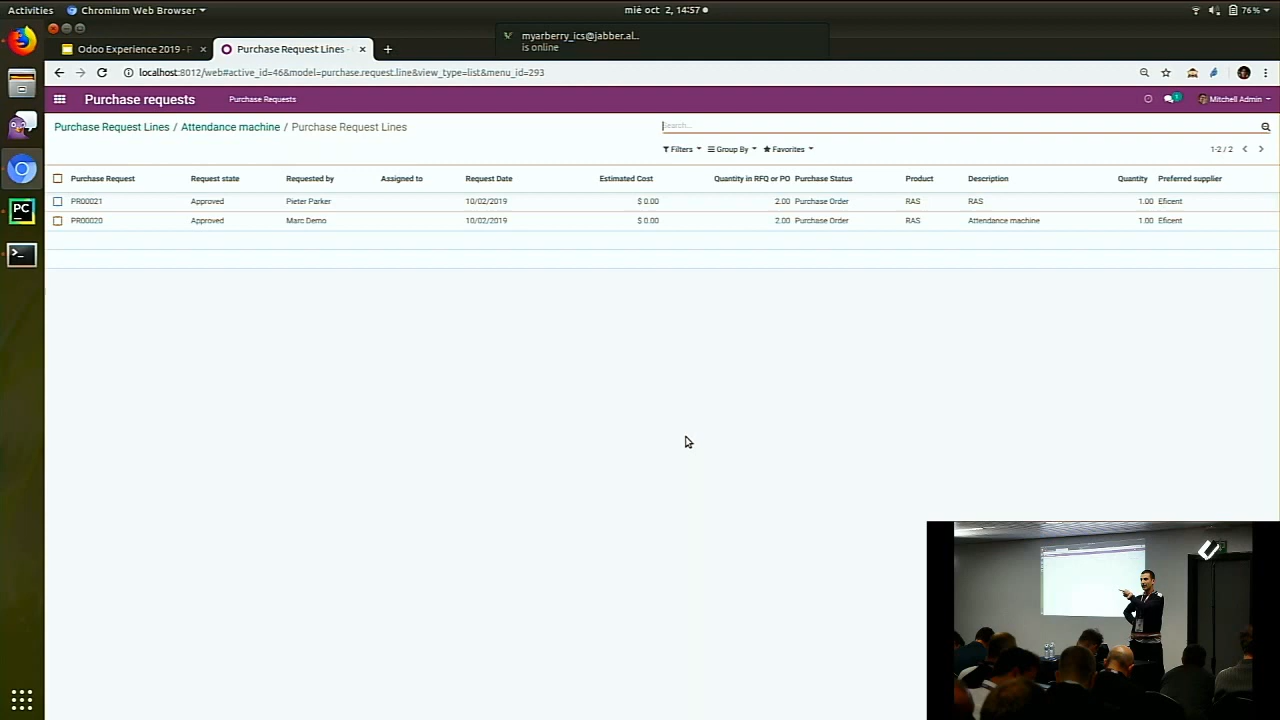 Activities
Chromium Web Browser
mié oct 2, 14:57
76%
Odoo Experience 2019 - P
Purchase Request Lines -
myarberry_ics@jabber.al..
is online
localhost:8012/web#active_id=46&model=purchase.request.line&view_type=list&menu_id=293
Purchase requests
Purchase Requests
1
Mitchell Admin
Purchase Request Lines / Attendance machine / Purchase Request Lines
Search...
Filters Group By Favorites
1-2 / 2
Purchase Request Request state Requested by Assigned to Request Date Estimated Cost Quantity in RFQ or PO Purchase Status Product Description Quantity Preferred supplier
PR00021 Approved Pieter Parker 10/02/2019 $ 0.00 2.00 Purchase Order RAS RAS 1.00 Eficent
PR00020 Approved Marc Demo 10/02/2019 $ 0.00 2.00 Purchase Order RAS Attendance machine 1.00 Eficent
PC